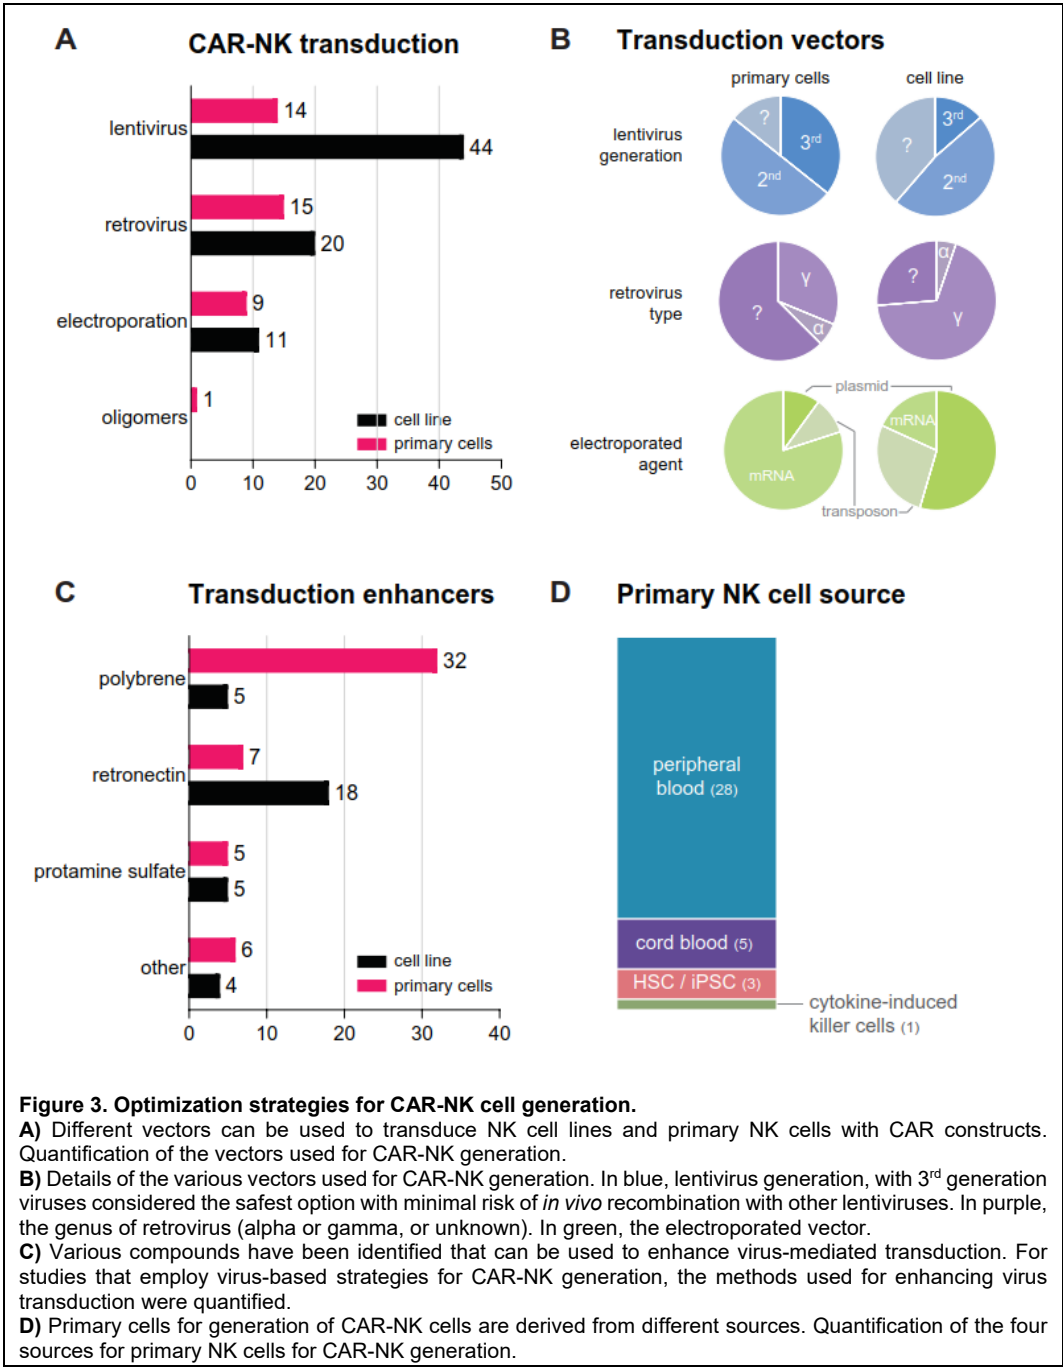 A CAR-NK transduction
lentivirus
14
44
retrovirus
15
20
electroporation
9
11
oligomers
1
cell line
primary cells
0 10 20 30 40 50
B Transduction vectors
primary cells cell line
lentivirus
generation
? 3rd 2nd
? 3rd 2nd
retrovirus
type
? γ α
? α γ
electroporated
agent
plasmid
mRNA
mRNA
transposon
C Transduction enhancers
polybrene
32
5
retronectin
7
18
protamine sulfate
5
5
other
6
4
cell line
primary cells
0 10 20 30 40
D Primary NK cell source
peripheral
blood (28)
cord blood (5)
HSC / iPSC (3)
cytokine-induced
killer cells (1)
Figure 3. Optimization strategies for CAR-NK cell generation.
A) Different vectors can be used to transduce NK cell lines and primary NK cells with CAR constructs.
Quantification of the vectors used for CAR-NK generation.
B) Details of the various vectors used for CAR-NK generation. In blue, lentivirus generation, with 3rd generation
viruses considered the safest option with minimal risk of in vivo recombination with other lentiviruses. In purple,
the genus of retrovirus (alpha or gamma, or unknown). In green, the electroporated vector.
C) Various compounds have been identified that can be used to enhance virus-mediated transduction. For
studies that employ virus-based strategies for CAR-NK generation, the methods used for enhancing virus
transduction were quantified.
D) Primary cells for generation of CAR-NK cells are derived from different sources. Quantification of the four
sources for primary NK cells for CAR-NK generation.